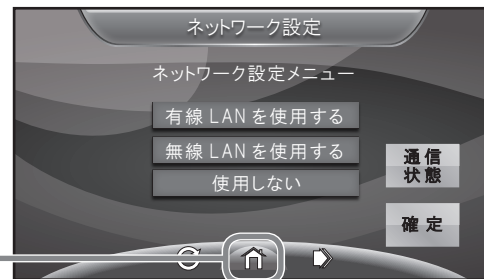 ネットワーク設定
ネットワーク設定メニュー
有線 LAN を使用する
無線 LAN を使用する
使用しない
通信
状態
確定